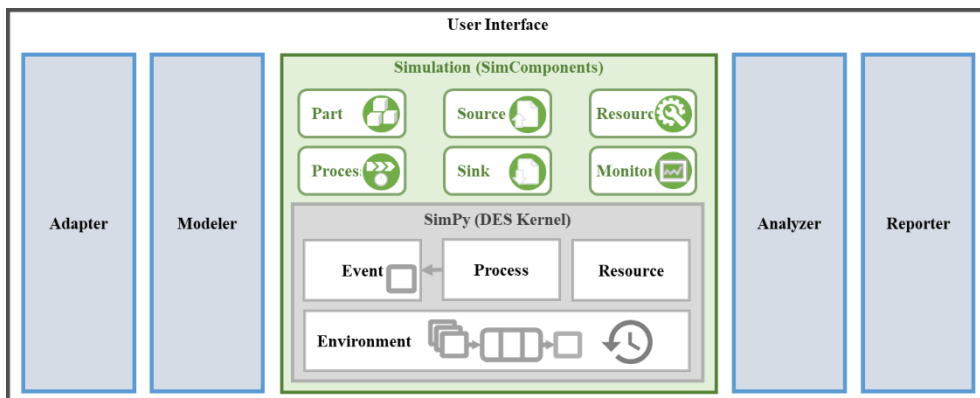 User Interface
Simulation (SimComponents)
Part
Source
Resourc
Proces
Sink
Monitor
Adapter
Modeler
SimPy (DES Kernel)
Analyzer
Reporter
Event
Process
Resource
Environment